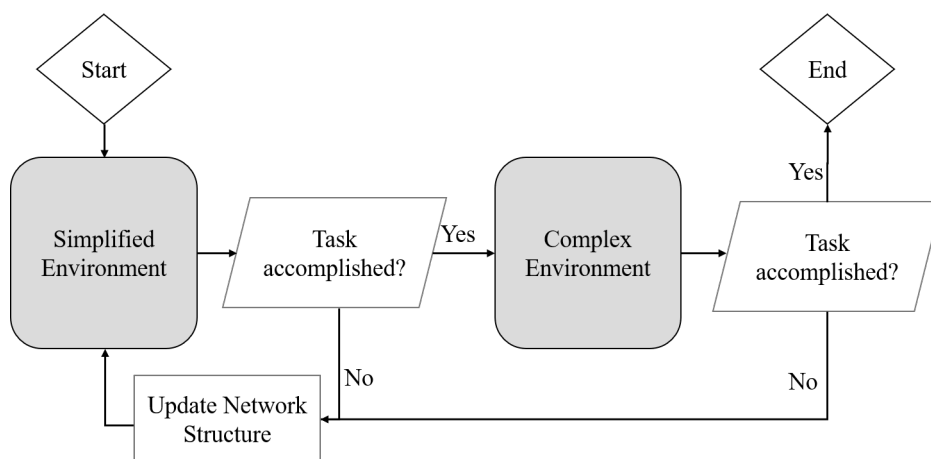 Start
End
Simplified
Environment
Task
accomplished?
Yes
Complex
Environment
Task
accomplished?
Yes
No
No
Update Network
Structure